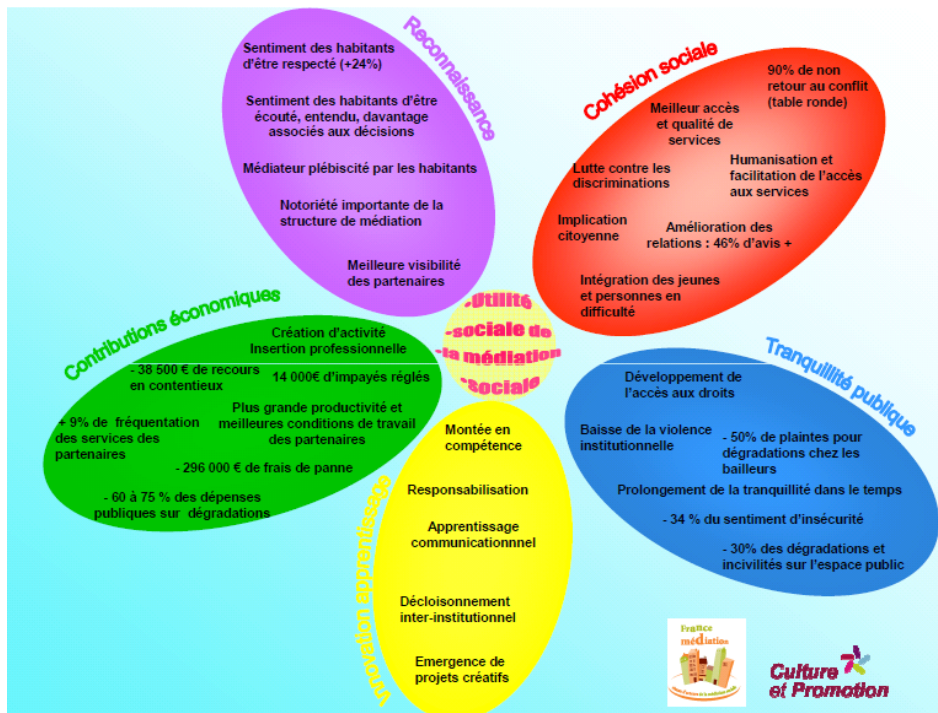 Reconnaissance
Sentiment des habitants
d'être respecté (+24%)
Sentiment des habitants d'être
écouté, entendu, davantage
associés aux décisions
Médiateur plébiscité par les habitants
Notoriété importante de la
structure de médiation
Meilleure visibilité
des partenaires
Cohésion sociale
90% de non
retour au conflit
(table ronde)
Meilleur accès
et qualité de
services
Lutte contre les
discriminations
Humanisation et
facilitation de l'accès
aux services
Implication
citoyenne
Amélioration des
relations : 46% d'avis +
Intégration des jeunes
et personnes en
difficulté
-Utilité
-sociale de
-la médiation
-sociale
Contributions économiques
Création d'activité
Insertion professionnelle
- 38 500 € de recours
en contentieux
14 000€ d'impayés réglés
+ 9% de fréquentation
des services des
partenaires
Plus grande productivité et
meilleures conditions de travail
des partenaires
- 296 000 € de frais de panne
- 60 à 75 % des dépenses
publiques sur dégradations
Tranquillité publique
Développement de
l'accès aux droits
Baisse de la violence
institutionnelle
- 50% de plaintes pour
dégradations chez les
bailleurs
Prolongement de la tranquillité dans le temps
- 34 % du sentiment d'insécurité
- 30% des dégradations et
incivilités sur l'espace public
Innovation apprentissage
Montée en
compétence
Responsabilisation
Apprentissage
communicationnnel
Décloisonnement
inter-institutionnel
Emergence de
projets créatifs
France
médiation
Culture
et Promotion